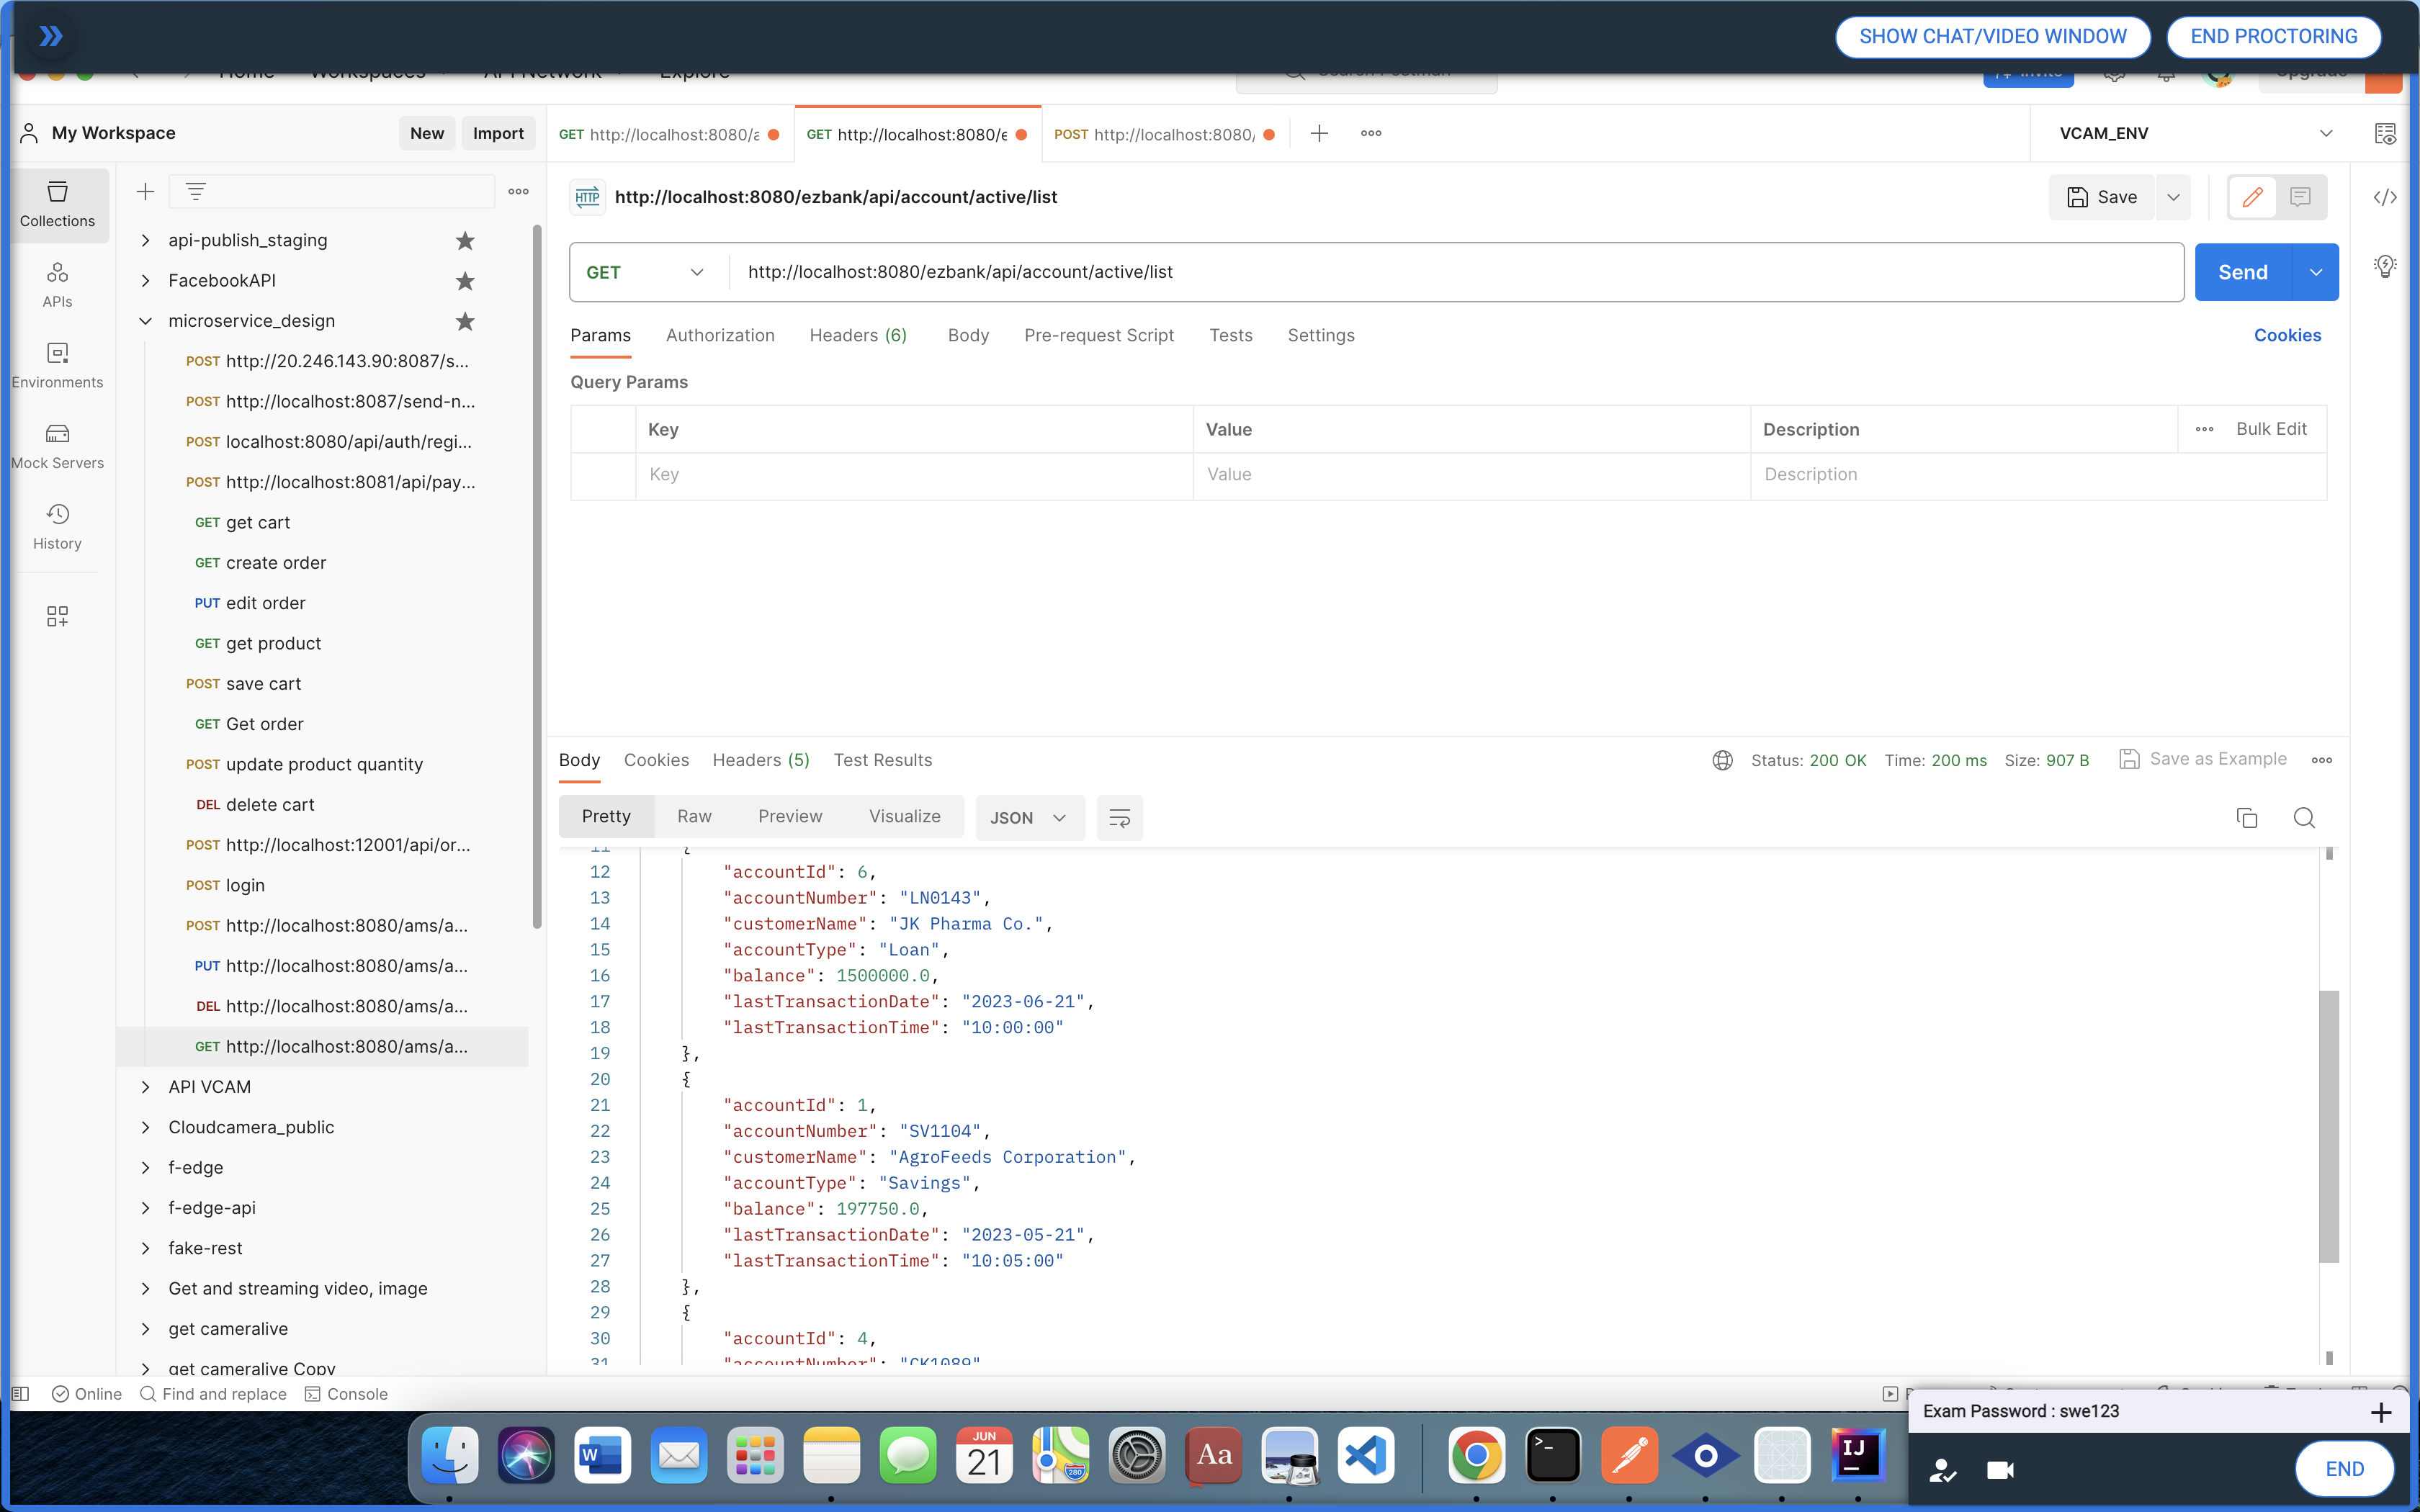 SHOW CHAT/VIDEO WINDOW
END PROCTORING
Home Workspaces API Network Explore
Search Postman
Invite
Upgrade
My Workspace
New
Import
GET http://localhost:8080/a
GET http://localhost:8080/e
POST http://localhost:8080/
VCAM_ENV
Collections
APIs
Environments
Mock Servers
History
api-publish_staging
FacebookAPI
microservice_design
POST http://20.246.143.90:8087/s...
POST http://localhost:8087/send-n...
POST localhost:8080/api/auth/regi...
POST http://localhost:8081/api/pay...
GET get cart
GET create order
PUT edit order
GET get product
POST save cart
GET Get order
POST update product quantity
DEL delete cart
POST http://localhost:12001/api/or...
POST login
POST http://localhost:8080/ams/a...
PUT http://localhost:8080/ams/a...
DEL http://localhost:8080/ams/a...
GET http://localhost:8080/ams/a...
API VCAM
Cloudcamera_public
f-edge
f-edge-api
fake-rest
Get and streaming video, image
get cameralive
get cameralive Copy
HTTP http://localhost:8080/ezbank/api/account/active/list
Save
GET http://localhost:8080/ezbank/api/account/active/list
Send
Params Authorization Headers (6) Body Pre-request Script Tests Settings
Cookies
Query Params
Key Value Description Bulk Edit
Key Value Description
Body Cookies Headers (5) Test Results
Status: 200 OK Time: 200 ms Size: 907 B Save as Example
Pretty Raw Preview Visualize JSON
11 {
12 "accountId": 6,
13 "accountNumber": "LN0143",
14 "customerName": "JK Pharma Co.",
15 "accountType": "Loan",
16 "balance": 1500000.0,
17 "lastTransactionDate": "2023-06-21",
18 "lastTransactionTime": "10:00:00"
19 },
20 {
21 "accountId": 1,
22 "accountNumber": "SV1104",
23 "customerName": "AgroFeeds Corporation",
24 "accountType": "Savings",
25 "balance": 197750.0,
26 "lastTransactionDate": "2023-05-21",
27 "lastTransactionTime": "10:05:00"
28 },
29 {
30 "accountId": 4,
31 "accountNumber": "CK1089"
Online Find and replace Console
Exam Password : swe123
END
W
JUN
21
280
Aa
>_
IJ